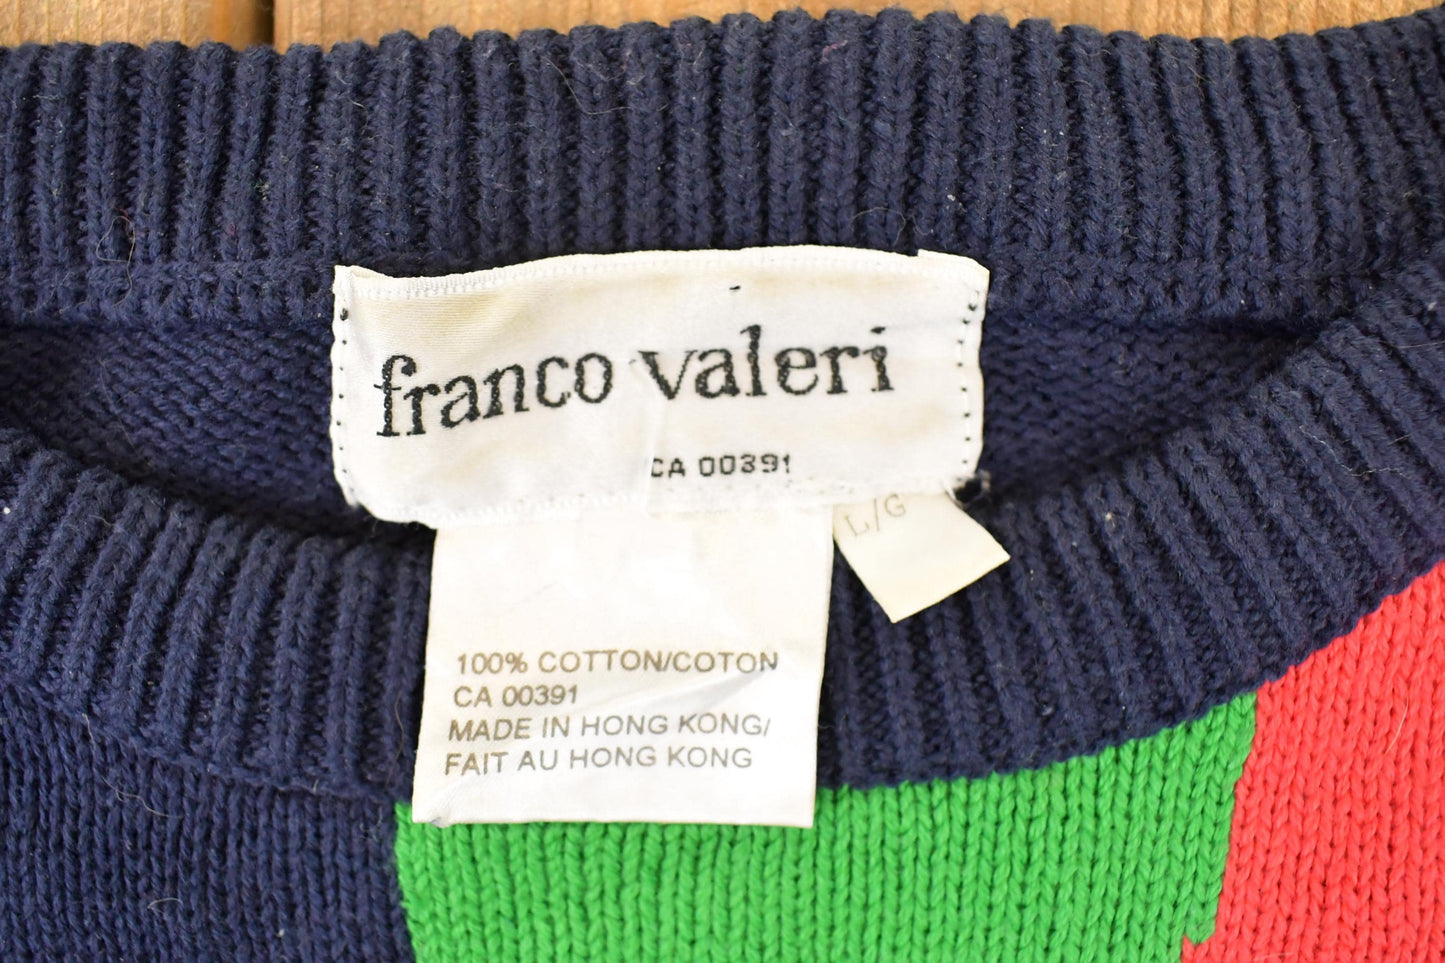 franco valeri
CA 00391
L/G
100% COTTON/COTON
CA 00391
MADE IN HONG KONG/
FAIT AU HONG KONG